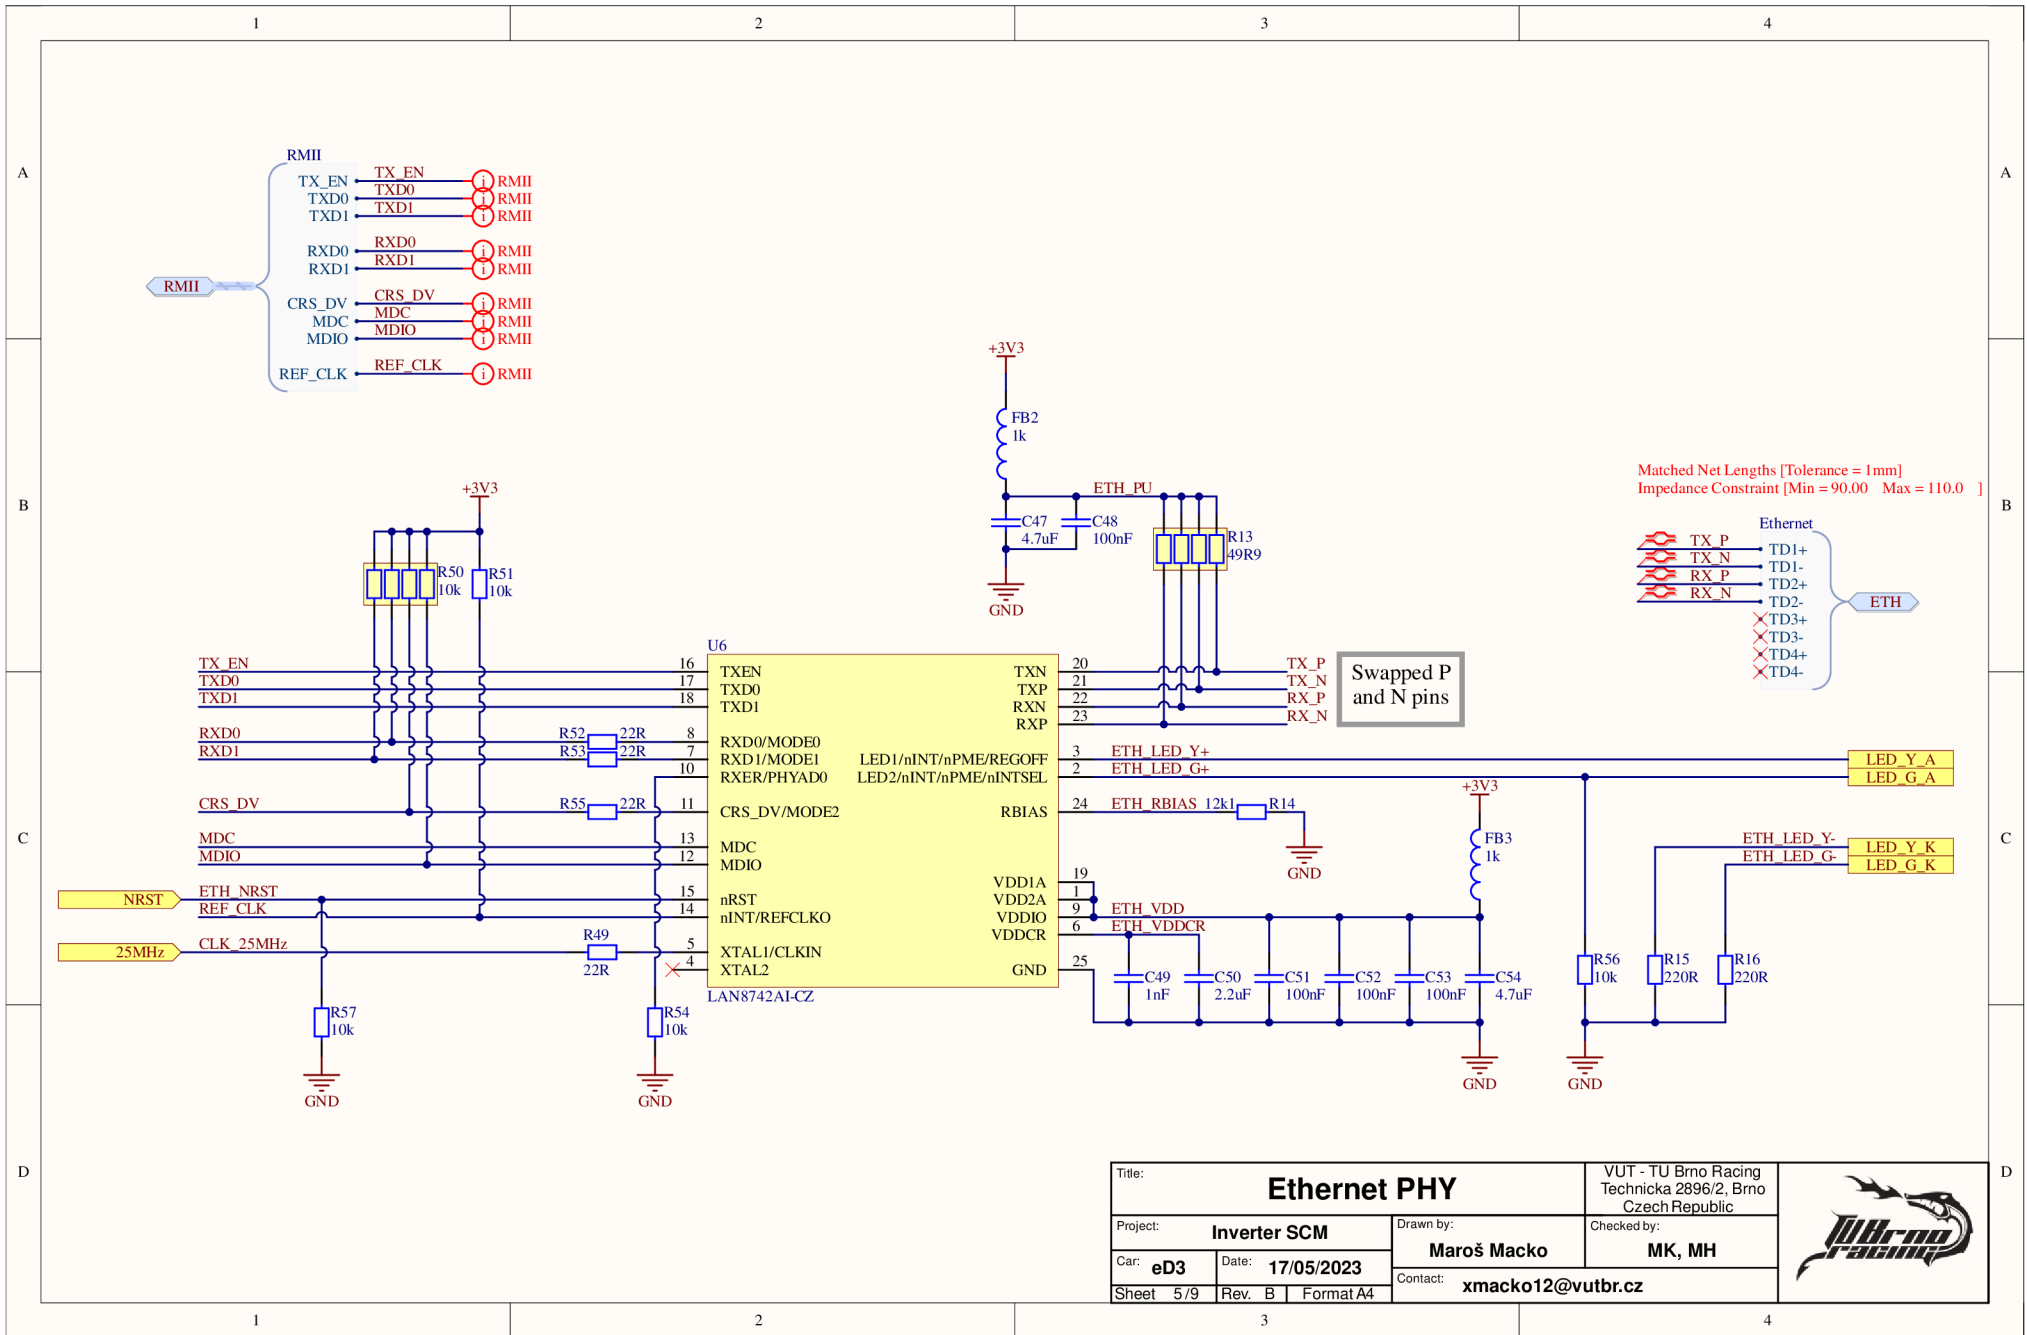 1 2 3 4
A A
B B
C C
D D
RMII
RMII
TX_EN TX_EN RMII
TXD0 TXD0 RMII
TXD1 TXD1 RMII
RXD0 RXD0 RMII
RXD1 RXD1 RMII
CRS_DV CRS_DV RMII
MDC MDC RMII
MDIO MDIO RMII
REF_CLK REF_CLK RMII
+3V3
FB2
1k
ETH_PU
C47
4.7uF
C48
100nF
R13
49R9
GND
Matched Net Lengths [Tolerance = 1mm]
Impedance Constraint [Min = 90.00 Max = 110.0 ]
Ethernet
TX_P TD1+
TX_N TD1-
RX_P TD2+
RX_N TD2-
TD3+
TD3-
TD4+
TD4-
ETH
+3V3
R50
10k
R51
10k
U6
TX_EN 16 TXEN
TXD0 17 TXD0
TXD1 18 TXD1
RXD0 R52 22R 8 RXD0/MODE0
RXD1 R53 22R 7 RXD1/MODE1
10 RXER/PHYAD0
CRS_DV R55 22R 11 CRS_DV/MODE2
MDC 13 MDC
MDIO 12 MDIO
NRST ETH_NRST 15 nRST
REF_CLK 14 nINT/REFCLKO
25MHz CLK_25MHz R49 22R 5 XTAL1/CLKIN
4 XTAL2
LAN8742AI-CZ
R57
10k
GND
R54
10k
GND
TXN 20 TX_P
TXP 21 TX_N
RXN 22 RX_P
RXP 23 RX_N
Swapped P
and N pins
LED1/nINT/nPME/REGOFF 3 ETH_LED_Y+ LED_Y_A
LED2/nINT/nPME/nINTSEL 2 ETH_LED_G+ LED_G_A
RBIAS 24 ETH_RBIAS 12k1 R14
GND
+3V3
FB3
1k
ETH_LED_Y- LED_Y_K
ETH_LED_G- LED_G_K
VDD1A 19
VDD2A 1
VDDIO 9 ETH_VDD
VDDCR 6 ETH_VDDCR
GND 25
C49
1nF
C50
2.2uF
C51
100nF
C52
100nF
C53
100nF
C54
4.7uF
GND
R56
10k
R15
220R
R16
220R
GND
Title:
Ethernet PHY
VUT - TU Brno Racing
Technicka 2896/2, Brno
Czech Republic
Project:
Inverter SCM
Drawn by:
Maroš Macko
Checked by:
MK, MH
Car: eD3
Date: 17/05/2023
Contact: xmacko12@vutbr.cz
Sheet 5/9 Rev. B Format A4
TU Brno
racing
1 2 3 4